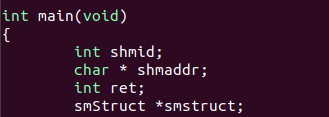 int main(void)
{
        int shmid;
        char * shmaddr;
        int ret;
        smStruct *smstruct;